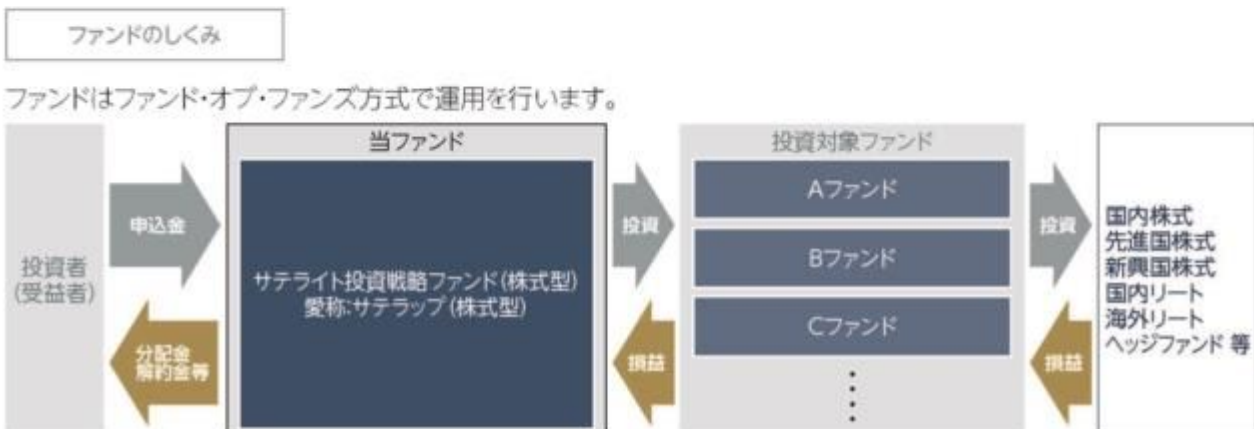 ファンドのしくみ
ファンドはファンド・オブ・ファンズ方式で運用を行います。
投資者
(受益者)
申込金
分配金
解約金等
当ファンド
サテライト投資戦略ファンド(株式型)
愛称:サテラップ(株式型)
投資
損益
投資対象ファンド
Aファンド
Bファンド
Cファンド
投資
損益
国内株式
先進国株式
新興国株式
国内リート
海外リート
ヘッジファンド 等